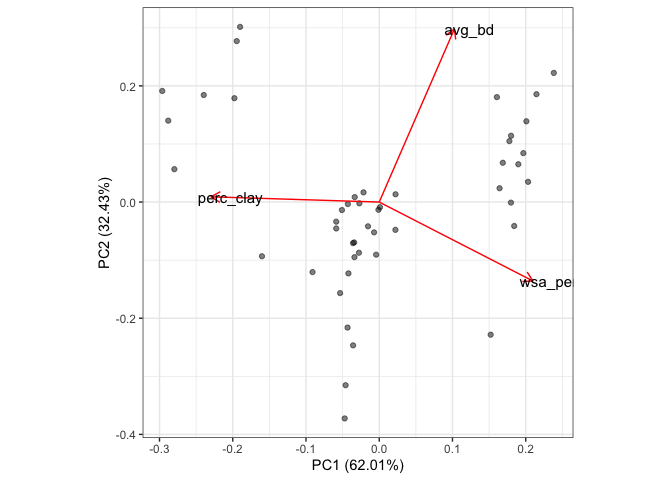 avg_bd
0.2
perc_clay
0.0
wsa_per
-0.2
-0.4
PC2 (32.43%)
-0.3 -0.2 -0.1 0.0 0.1 0.2
PC1 (62.01%)